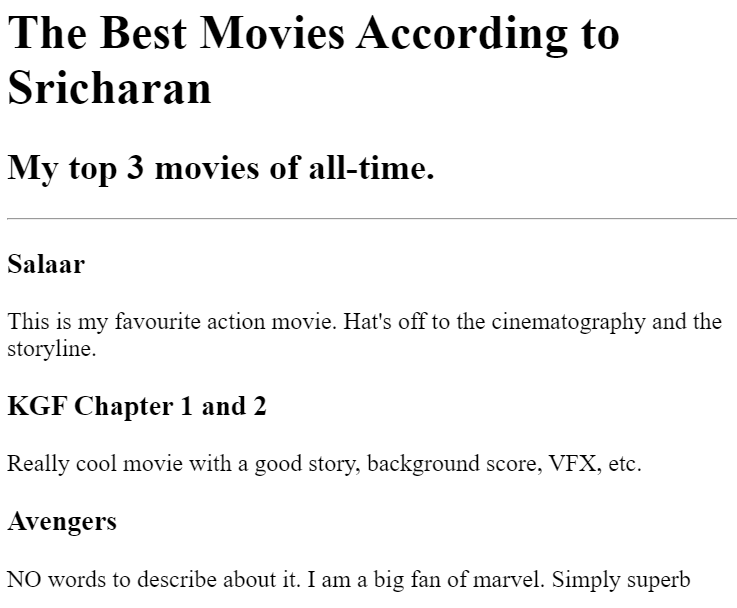 The Best Movies According to
Sricharan
My top 3 movies of all-time.
Salaar
This is my favourite action movie. Hat's off to the cinematography and the
storyline.
KGF Chapter 1 and 2
Really cool movie with a good story, background score, VFX, etc.
Avengers
NO words to describe about it. I am a big fan of marvel. Simply superb